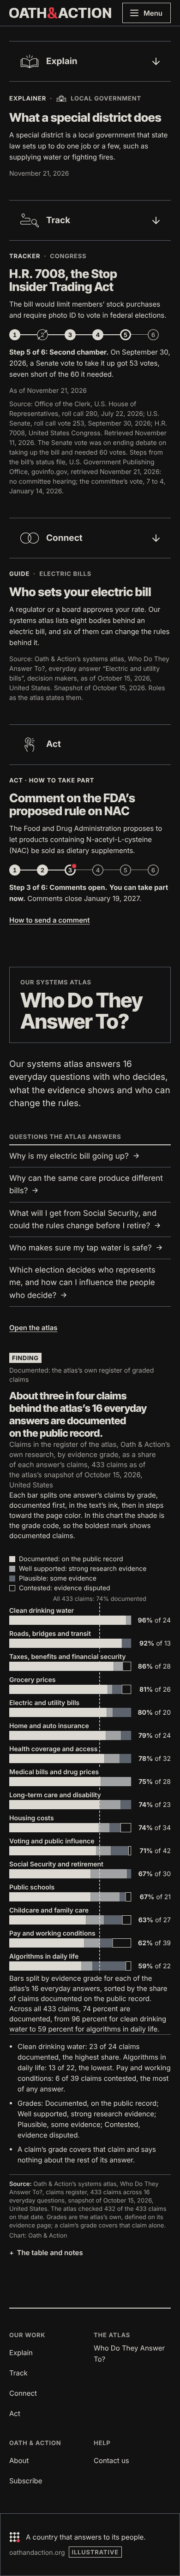 OATH&ACTION
Menu
Explain
EXPLAINER · LOCAL GOVERNMENT
What a special district does
A special district is a local government that state
law sets up to do one job or a few, such as
supplying water or fighting fires.
November 21, 2026
Track
TRACKER · CONGRESS
H.R. 7008, the Stop
Insider Trading Act
The bill would limit members' stock purchases
and require photo ID to vote in federal elections.
1
2
3
4
5
6
Step 5 of 6: Second chamber. On September 30,
2026, a Senate vote to take it up got 53 votes,
seven short of the 60 it needed.
As of November 21, 2026
Source: Office of the Clerk, U.S. House of
Representatives, roll call 280, July 22, 2026; U.S.
Senate, roll call vote 253, September 30, 2026; H.R.
7008, United States Congress. Retrieved November
11, 2026. The Senate vote was on ending debate on
taking up the bill and needed 60 votes. Steps from
the bill's status file, U.S. Government Publishing
Office, govinfo.gov, retrieved November 21, 2026:
no committee hearing; the committee's vote, 7 to 4,
January 14, 2026.
Connect
GUIDE · ELECTRIC BILLS
Who sets your electric bill
A regulator or a board approves your rate. Our
systems atlas lists eight bodies behind an
electric bill, and six of them can change the rules
behind it.
Source: Oath & Action's systems atlas, Who Do They
Answer To?, everyday answer "Electric and utility
bills", decision makers, as of October 15, 2026,
United States. Snapshot of October 15, 2026. Roles
as the atlas states them.
Act
ACT · HOW TO TAKE PART
Comment on the FDA's
proposed rule on NAC
The Food and Drug Administration proposes to
let products containing N-acetyl-L-cysteine
(NAC) be sold as dietary supplements.
1
2
3
4
5
6
Step 3 of 6: Comments open. You can take part
now. Comments close January 19, 2027.
How to send a comment
OUR SYSTEMS ATLAS
Who Do They
Answer To?
Our systems atlas answers 16
everyday questions with who decides,
what the evidence shows and who can
change the rules.
QUESTIONS THE ATLAS ANSWERS
Why is my electric bill going up? →
Why can the same care produce different
bills? →
What will I get from Social Security, and
could the rules change before I retire? →
Who makes sure my tap water is safe? →
Which election decides who represents
me, and how can I influence the people
who decide? →
Open the atlas
FINDING
Documented: the atlas's own register of graded
claims
About three in four claims
behind the atlas's 16 everyday
answers are documented
on the public record.
Claims in the register of the atlas, Oath & Action's
own research, by evidence grade, as a share
of each answer's claims, 433 claims as of
the atlas's snapshot of October 15, 2026,
United States
Each bar splits one answer's claims by grade,
documented first, in the text's ink, then in steps
toward the page color. In this chart the shade is
the grade code, so the boldest mark shows
documented claims.
Documented: on the public record
Well supported: strong research evidence
Plausible: some evidence
Contested: evidence disputed
All 433 claims: 74% documented
Clean drinking water
96% of 24
Roads, bridges and transit
92% of 13
Taxes, benefits and financial security
86% of 28
Grocery prices
81% of 26
Electric and utility bills
80% of 20
Home and auto insurance
79% of 24
Health coverage and access
78% of 32
Medical bills and drug prices
75% of 28
Long-term care and disability
74% of 23
Housing costs
74% of 34
Voting and public influence
71% of 42
Social Security and retirement
67% of 30
Public schools
67% of 21
Childcare and family care
63% of 27
Pay and working conditions
62% of 39
Algorithms in daily life
59% of 22
Bars split by evidence grade for each of the
atlas's 16 everyday answers, sorted by the share
of claims documented on the public record.
Across all 433 claims, 74 percent are
documented, from 96 percent for clean drinking
water to 59 percent for algorithms in daily life.
• Clean drinking water: 23 of 24 claims
documented, the highest share. Algorithms in
daily life: 13 of 22, the lowest. Pay and working
conditions: 6 of 39 claims contested, the most
of any answer.
• Grades: Documented, on the public record;
Well supported, strong research evidence;
Plausible, some evidence; Contested,
evidence disputed.
• A claim's grade covers that claim and says
nothing about the rest of its answer.
Source: Oath & Action's systems atlas, Who Do They
Answer To?, claims register, 433 claims across 16
everyday questions, snapshot of October 15, 2026,
United States. The atlas checked 432 of the 433 claims
on that date. Grades are the atlas's own, defined on its
evidence page; a claim's grade covers that claim alone.
Chart: Oath & Action
+ The table and notes
OUR WORK
THE ATLAS
Explain
Who Do They Answer
To?
Track
Connect
Act
OATH & ACTION
HELP
About
Contact us
Subscribe
A country that answers to its people.
oathandaction.org
ILLUSTRATIVE